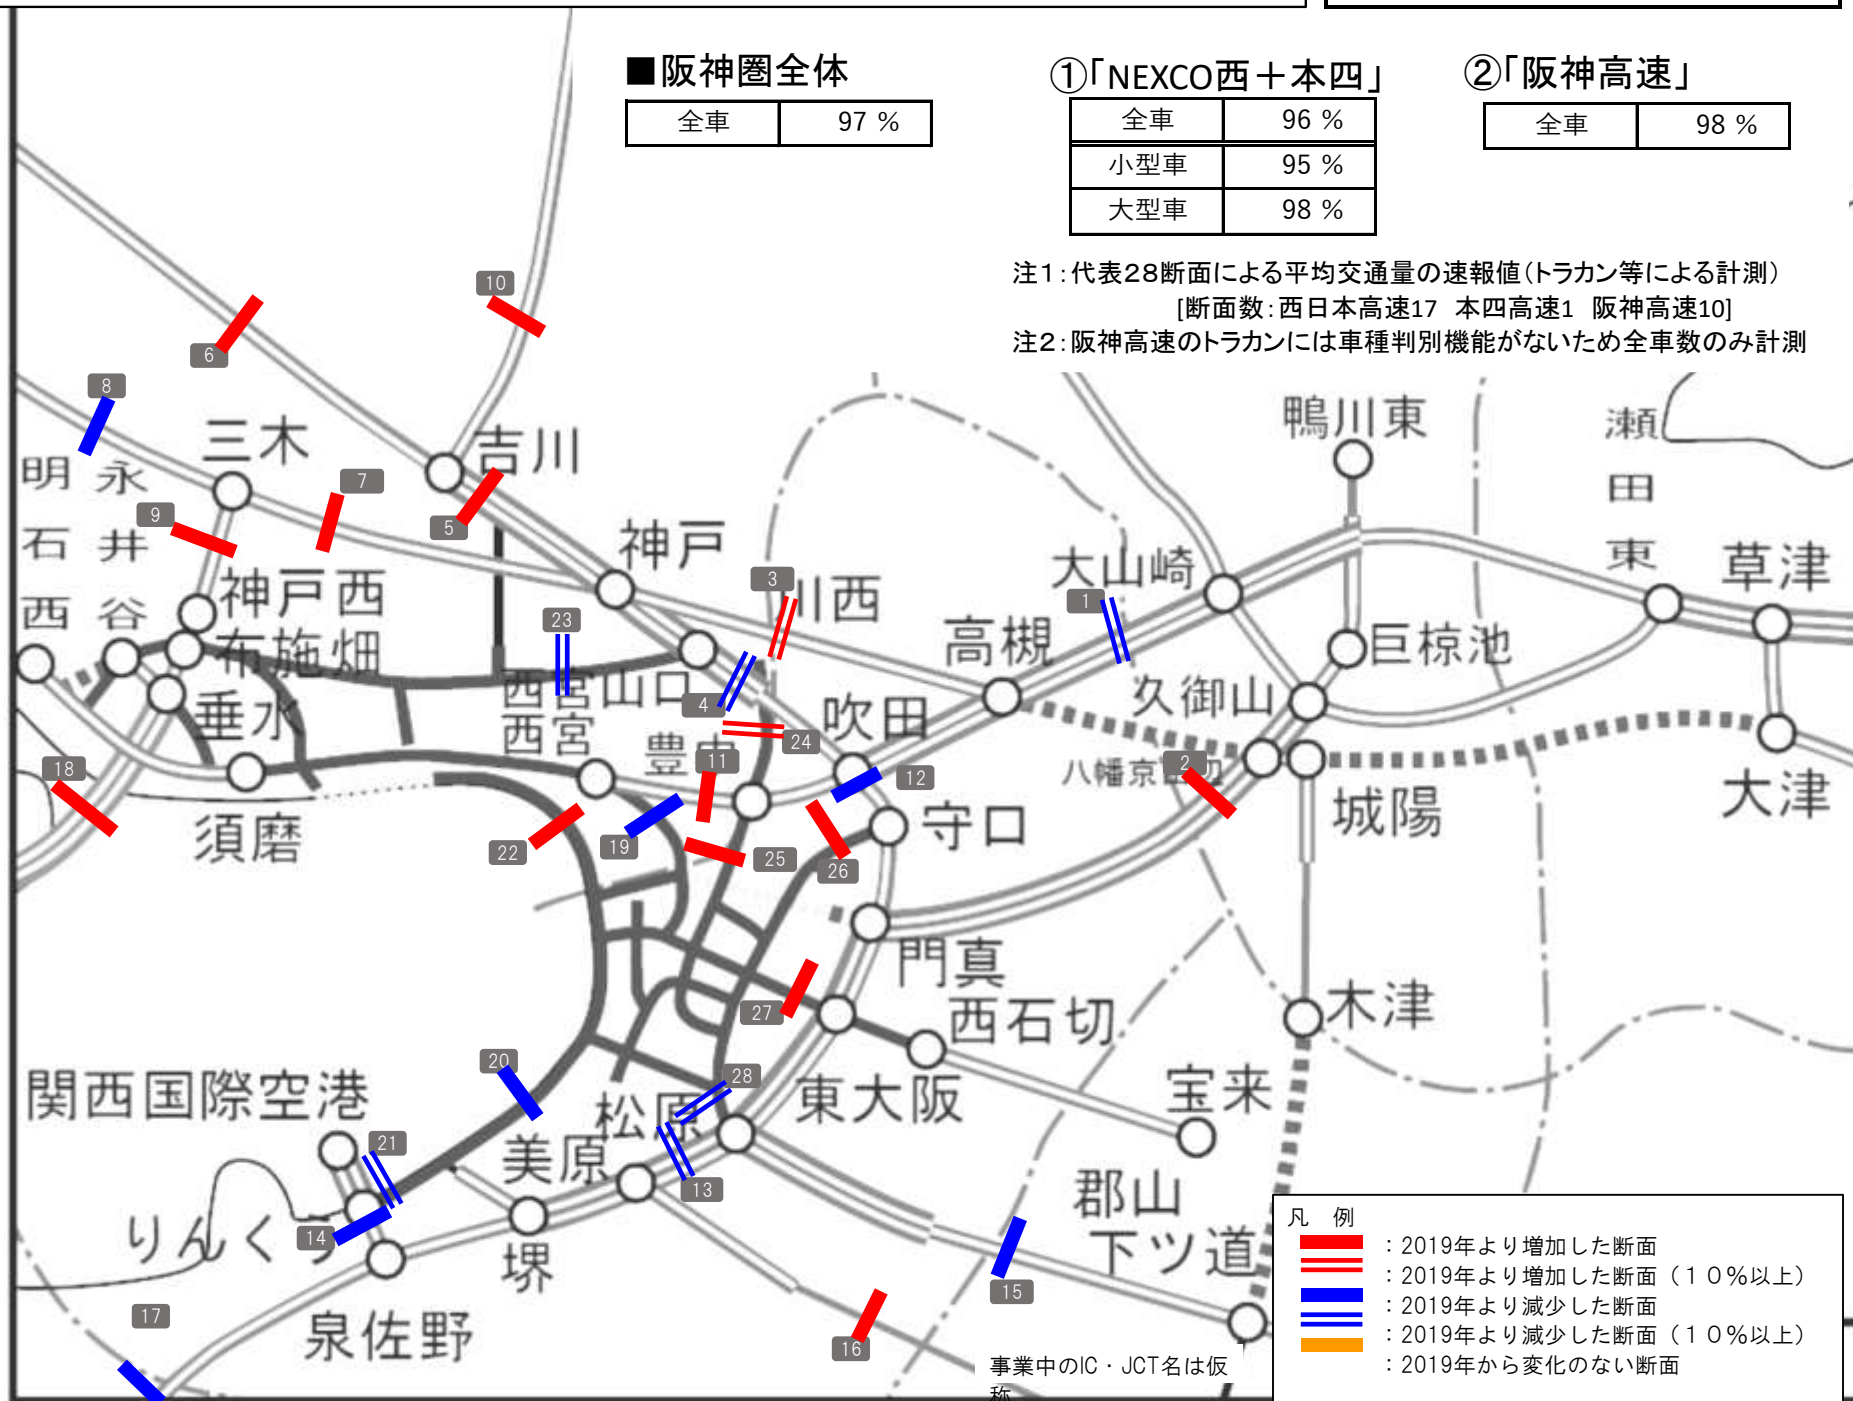 ■阪神圏全体
全車 97 %
①「NEXCO西＋本四」
全車 96 %
小型車 95 %
大型車 98 %
②「阪神高速」
全車 98 %
注1：代表28断面による平均交通量の速報値（トラカン等による計測）
[断面数：西日本高速17 本四高速1 阪神高速10]
注2：阪神高速のトラカンには車種判別機能がないため全車数のみ計測
10
6
8
三木
吉川
鴨川東
瀬田東
明石西
永井谷
7
9
5
神戸
神戸西
布施畑
3
川西
大山崎
1
草津
23
高槻
巨椋池
西宮山口
西宮
4
久御山
垂水
吹田
24
豊中
11
12
八幡京田辺
2
18
須磨
22
19
25
26
守口
城陽
大津
門真
27
西石切
木津
20
28
関西国際空港
松原
東大阪
宝来
21
美原
13
郡山
下ツ道
りんくう
14
堺
15
17
泉佐野
16
事業中のIC・JCT名は仮
称
凡 例
：2019年より増加した断面
：2019年より増加した断面（１０％以上）
：2019年より減少した断面
：2019年より減少した断面（１０％以上）
：2019年から変化のない断面